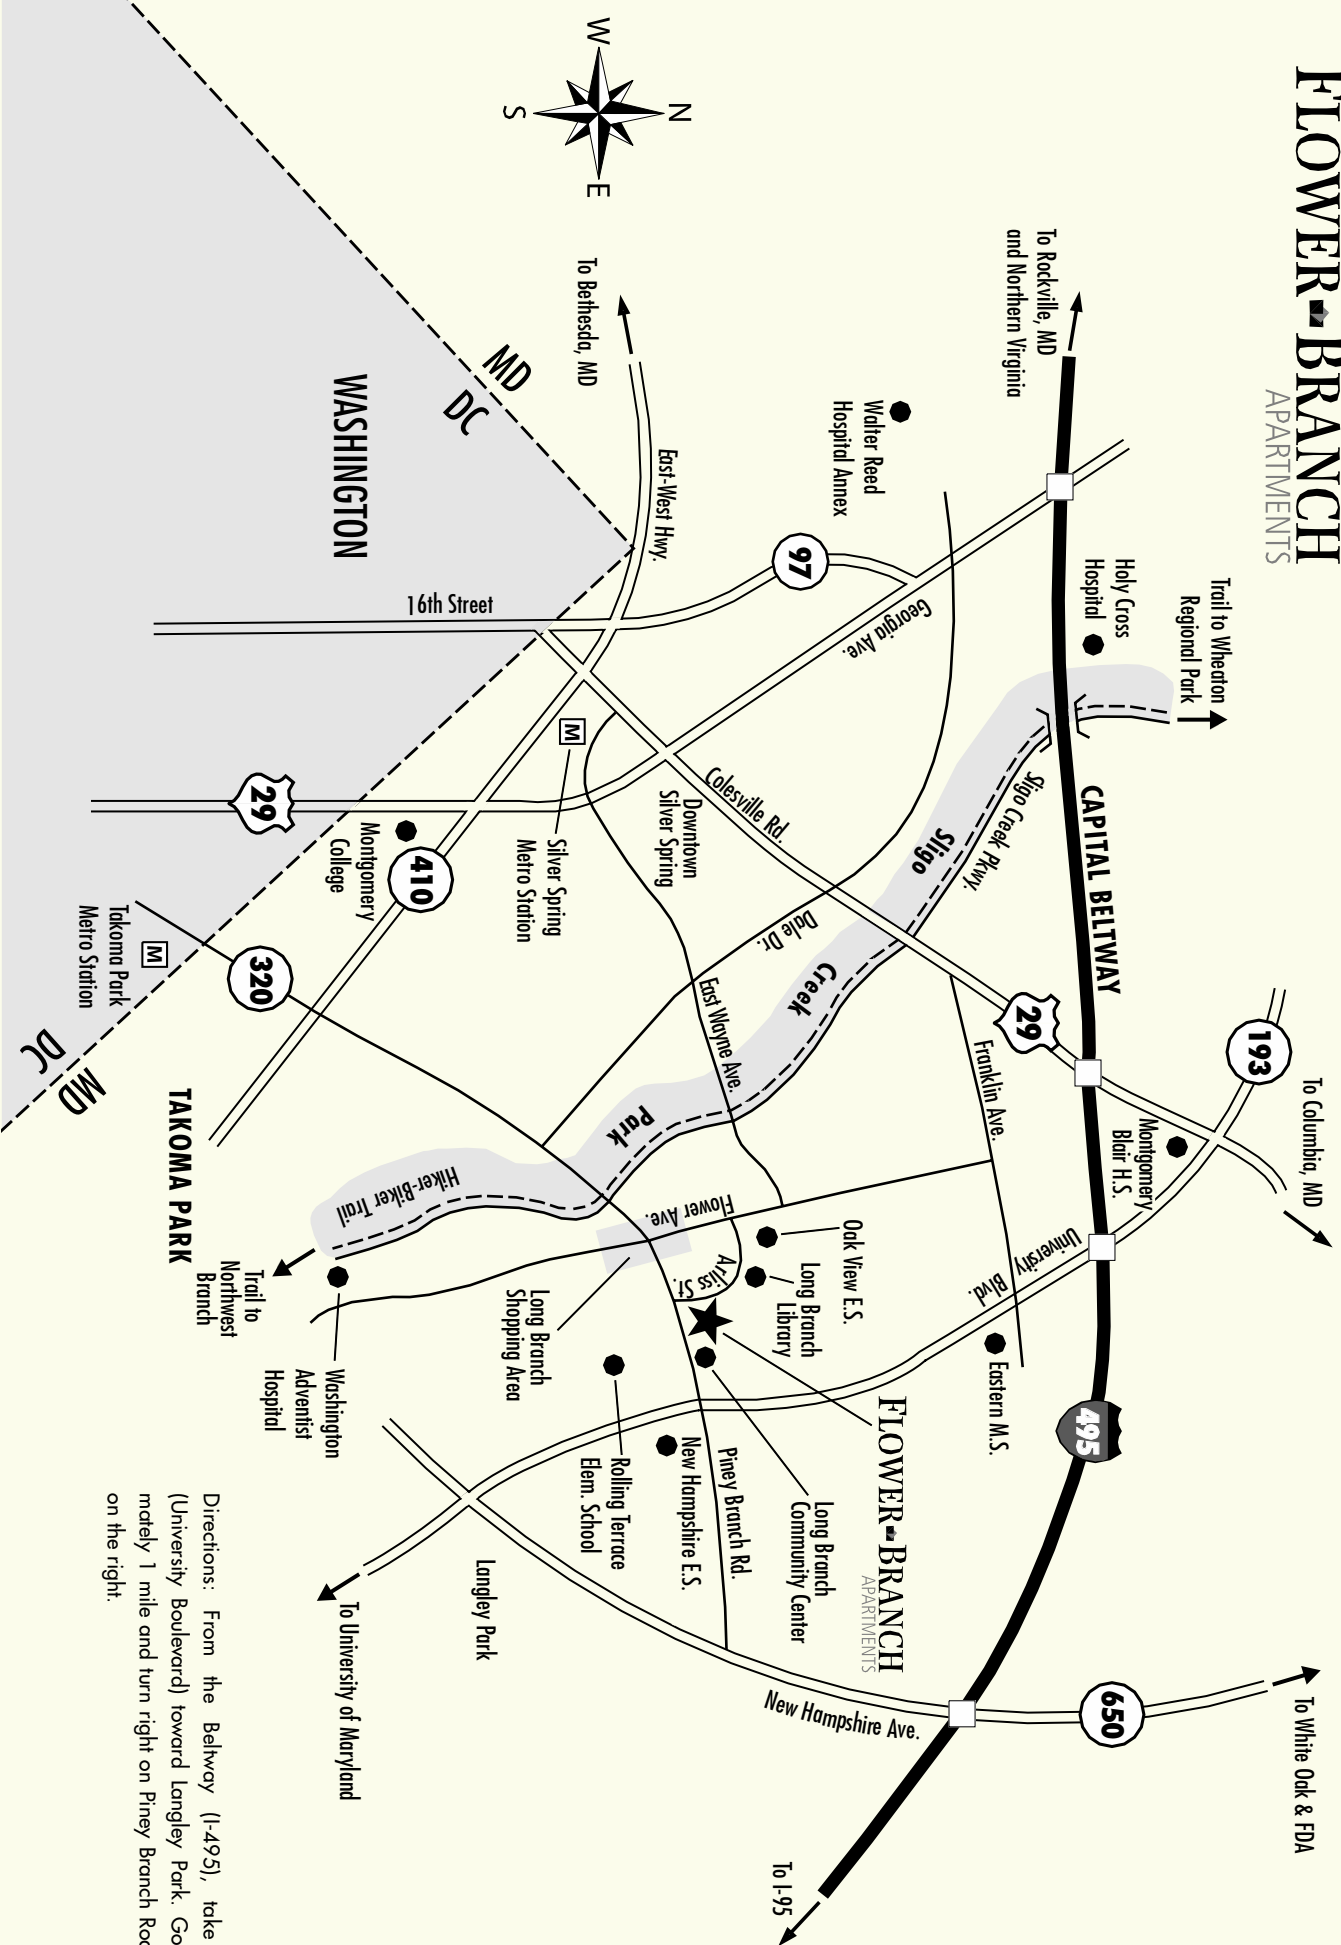 FLOWER BRANCH
APARTMENTS
W
N
S
E
To Rockville, MD
and Northern Virginia
To Bethesda, MD
MD
DC
WASHINGTON
East-West Hwy.
16th Street
Walter Reed
Hospital Annex
97
Georgia Ave.
Holy Cross
Hospital
Trail to Wheaton
Regional Park
Sligo Creek Pkwy.
CAPITAL BELTWAY
Sligo
Creek
Park
Colesville Rd.
Downtown
Silver Spring
M
Silver Spring
Metro Station
29
Montgomery
College
410
Takoma Park
Metro Station
M
320
DC
MD
TAKOMA PARK
Dale Dr.
East Wayne Ave.
Franklin Ave.
29
193
To Columbia, MD
Montgomery
Blair H.S.
University Blvd.
Hiker-Biker Trail
Flower Ave.
Arliss St.
Oak View E.S.
Long Branch
Library
Eastern M.S.
495
Trail to
Northwest
Branch
Washington
Adventist
Hospital
Long Branch
Shopping Area
Rolling Terrace
Elem. School
New Hampshire E.S.
Piney Branch Rd.
Long Branch
Community Center
FLOWER BRANCH
APARTMENTS
Langley Park
To University of Maryland
New Hampshire Ave.
650
To White Oak & FDA
To I-95
Directions: From the Beltway (I-495), take
(University Boulevard) toward Langley Park. Go
mately 1 mile and turn right on Piney Branch
on the right.